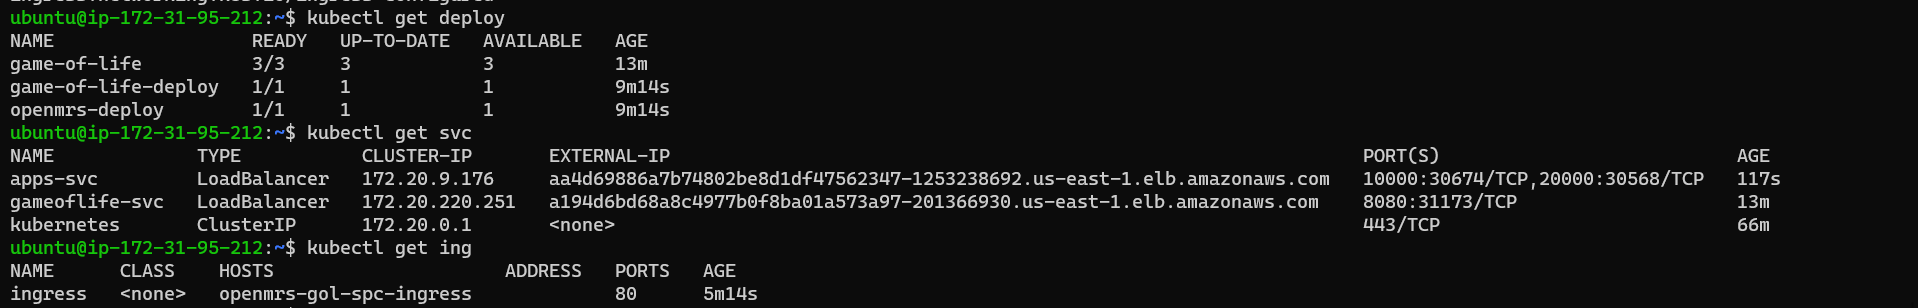 ubuntu@ip-172-31-95-212:~$ kubectl get deploy
NAME READY UP-TO-DATE AVAILABLE AGE
game-of-life 3/3 3 3 13m
game-of-life-deploy 1/1 1 1 9m14s
openmrs-deploy 1/1 1 1 9m14s
ubuntu@ip-172-31-95-212:~$ kubectl get svc
NAME TYPE CLUSTER-IP EXTERNAL-IP PORT(S) AGE
apps-svc LoadBalancer 172.20.9.176 aa4d69886a7b74802be8d1df47562347-1253238692.us-east-1.elb.amazonaws.com 10000:30674/TCP,20000:30568/TCP 117s
gameoflife-svc LoadBalancer 172.20.220.251 a194d6bd68a8c4977b0f8ba01a573a97-201366930.us-east-1.elb.amazonaws.com 8080:31173/TCP 13m
kubernetes ClusterIP 172.20.0.1 <none> 443/TCP 66m
ubuntu@ip-172-31-95-212:~$ kubectl get ing
NAME CLASS HOSTS ADDRESS PORTS AGE
ingress <none> openmrs-gol-spc-ingress 80 5m14s